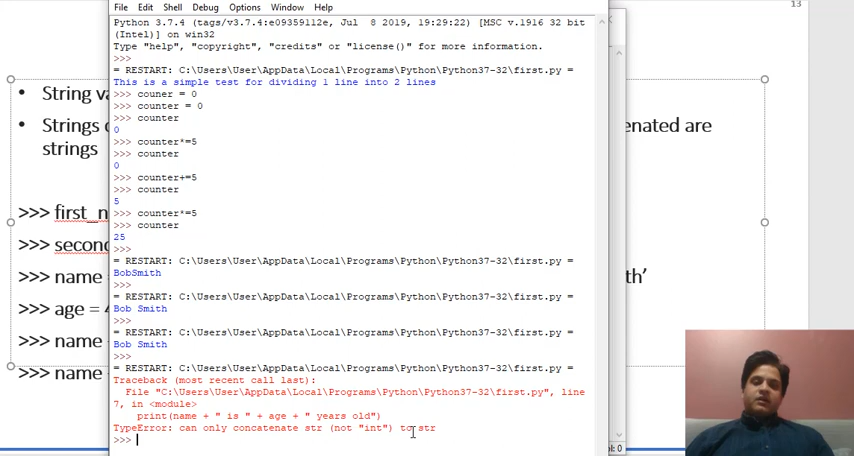 13
File Edit Shell Debug Options Window Help
Python 3.7.4 (tags/v3.7.4:e09359112e, Jul 8 2019, 19:29:22) [MSC v.1916 32 bit
(Intel)] on win32
Type "help", "copyright", "credits" or "license()" for more information.
>>>
= RESTART: C:\Users\User\AppData\Local\Programs\Python\Python37-32\first.py =
This is a simple test for dividing 1 line into 2 lines
>>> couner = 0
>>> counter = 0
>>> counter
0
>>> counter*=5
>>> counter
0
>>> counter+=5
>>> counter
5
>>> counter*=5
>>> counter
25
>>>
= RESTART: C:\Users\User\AppData\Local\Programs\Python\Python37-32\first.py =
BobSmith
>>>
= RESTART: C:\Users\User\AppData\Local\Programs\Python\Python37-32\first.py =
Bob Smith
>>>
= RESTART: C:\Users\User\AppData\Local\Programs\Python\Python37-32\first.py =
Bob Smith
>>>
= RESTART: C:\Users\User\AppData\Local\Programs\Python\Python37-32\first.py =
Traceback (most recent call last):
File "C:\Users\User\AppData\Local\Programs\Python\Python37-32\first.py", line
7, in <module>
print(name + " is " + age + " years old")
TypeError: can only concatenate str (not "int") to str
>>>
• String va
• Strings enated are
strings
>>> first_n
>>> second
>>> name = th'
>>> age = 4
>>> name
>>> name
: 0